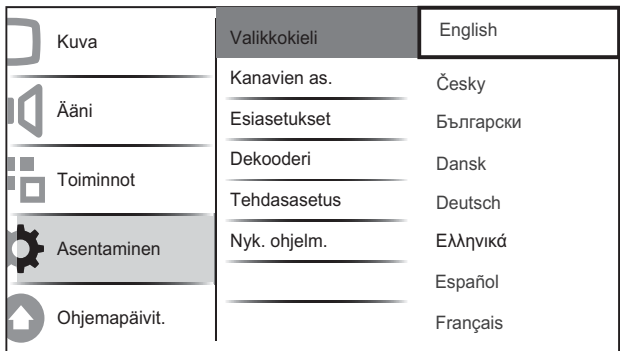 Kuva
Ääni
Toiminnot
Asentaminen
Ohjemapäivit.
Valikkokieli
Kanavien as.
Esiasetukset
Dekooderi
Tehdasasetus
Nyk. ohjelm.
English
Česky
Български
Dansk
Deutsch
Ελληνικά
Español
Français